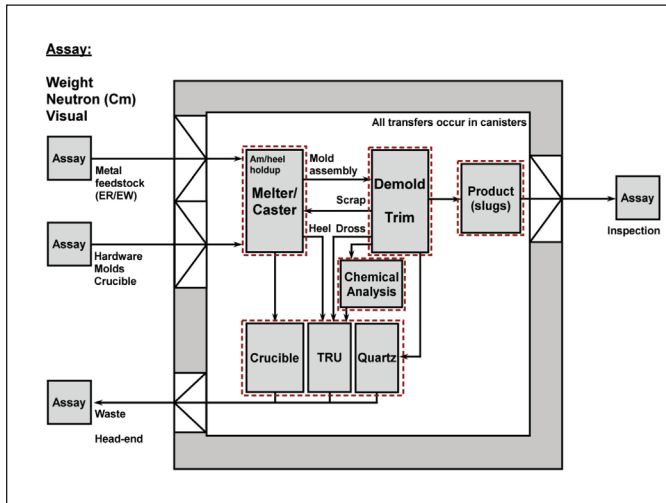 Assay:
Weight
Neutron (Cm)
Visual
All transfers occur in canisters
Assay
Metal
feedstock
(ER/EW)
Am/heel
holdup
Melter/
Caster
Mold
assembly
Scrap
Heel Dross
Demold
Trim
Product
(slugs)
Assay
Inspection
Assay
Hardware
Molds
Crucible
Chemical
Analysis
Crucible
TRU
Quartz
Assay
Waste
Head-end